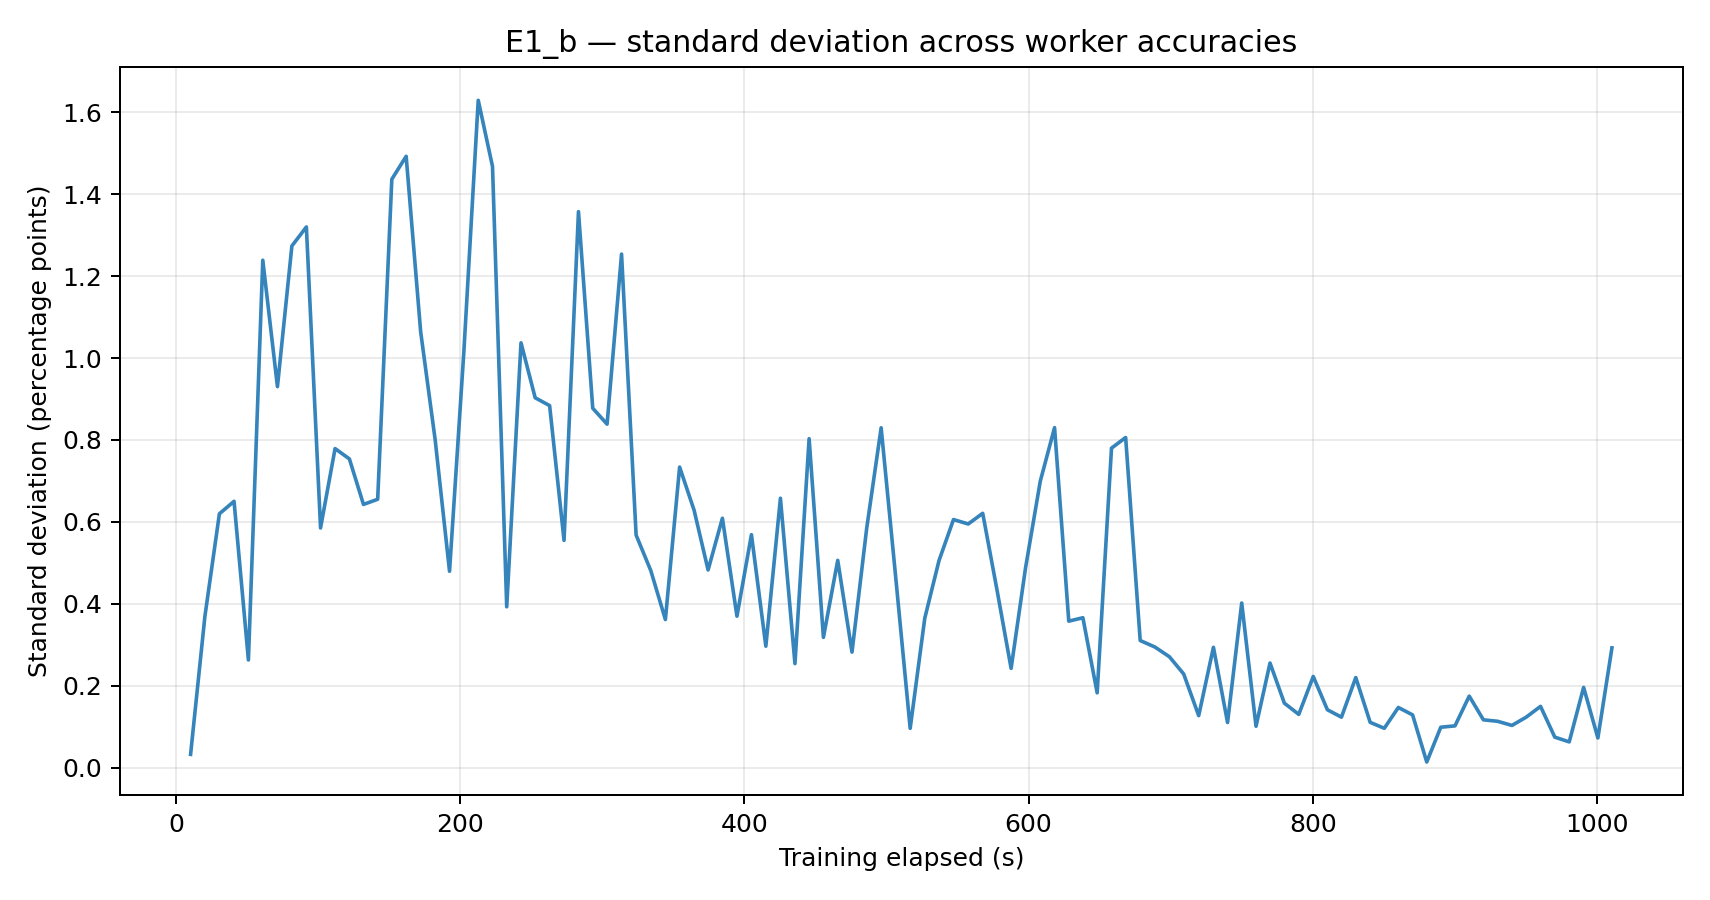 E1_b — standard deviation across worker accuracies
Standard deviation (percentage points)
1.6
1.4
1.2
1.0
0.8
0.6
0.4
0.2
0.0
0 200 400 600 800 1000
Training elapsed (s)